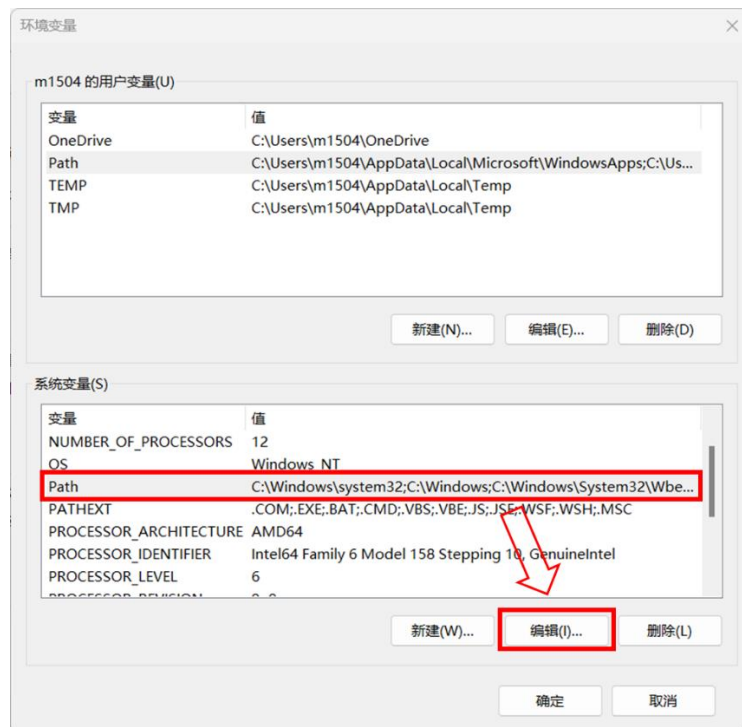 环境变量
m1504 的用户变量(U)
变量 值
OneDrive C:\Users\m1504\OneDrive
Path C:\Users\m1504\AppData\Local\Microsoft\WindowsApps;C:\Us...
TEMP C:\Users\m1504\AppData\Local\Temp
TMP C:\Users\m1504\AppData\Local\Temp
新建(N)... 编辑(E)... 删除(D)
系统变量(S)
变量 值
NUMBER_OF_PROCESSORS 12
OS Windows_NT
Path C:\Windows\system32;C:\Windows;C:\Windows\System32\Wbe...
PATHEXT .COM;.EXE;.BAT;.CMD;.VBS;.VBE;.JS;.JSE;.WSF;.WSH;.MSC
PROCESSOR_ARCHITECTURE AMD64
PROCESSOR_IDENTIFIER Intel64 Family 6 Model 158 Stepping 10, GenuineIntel
PROCESSOR_LEVEL 6
新建(W)... 编辑(I)... 删除(L)
确定 取消